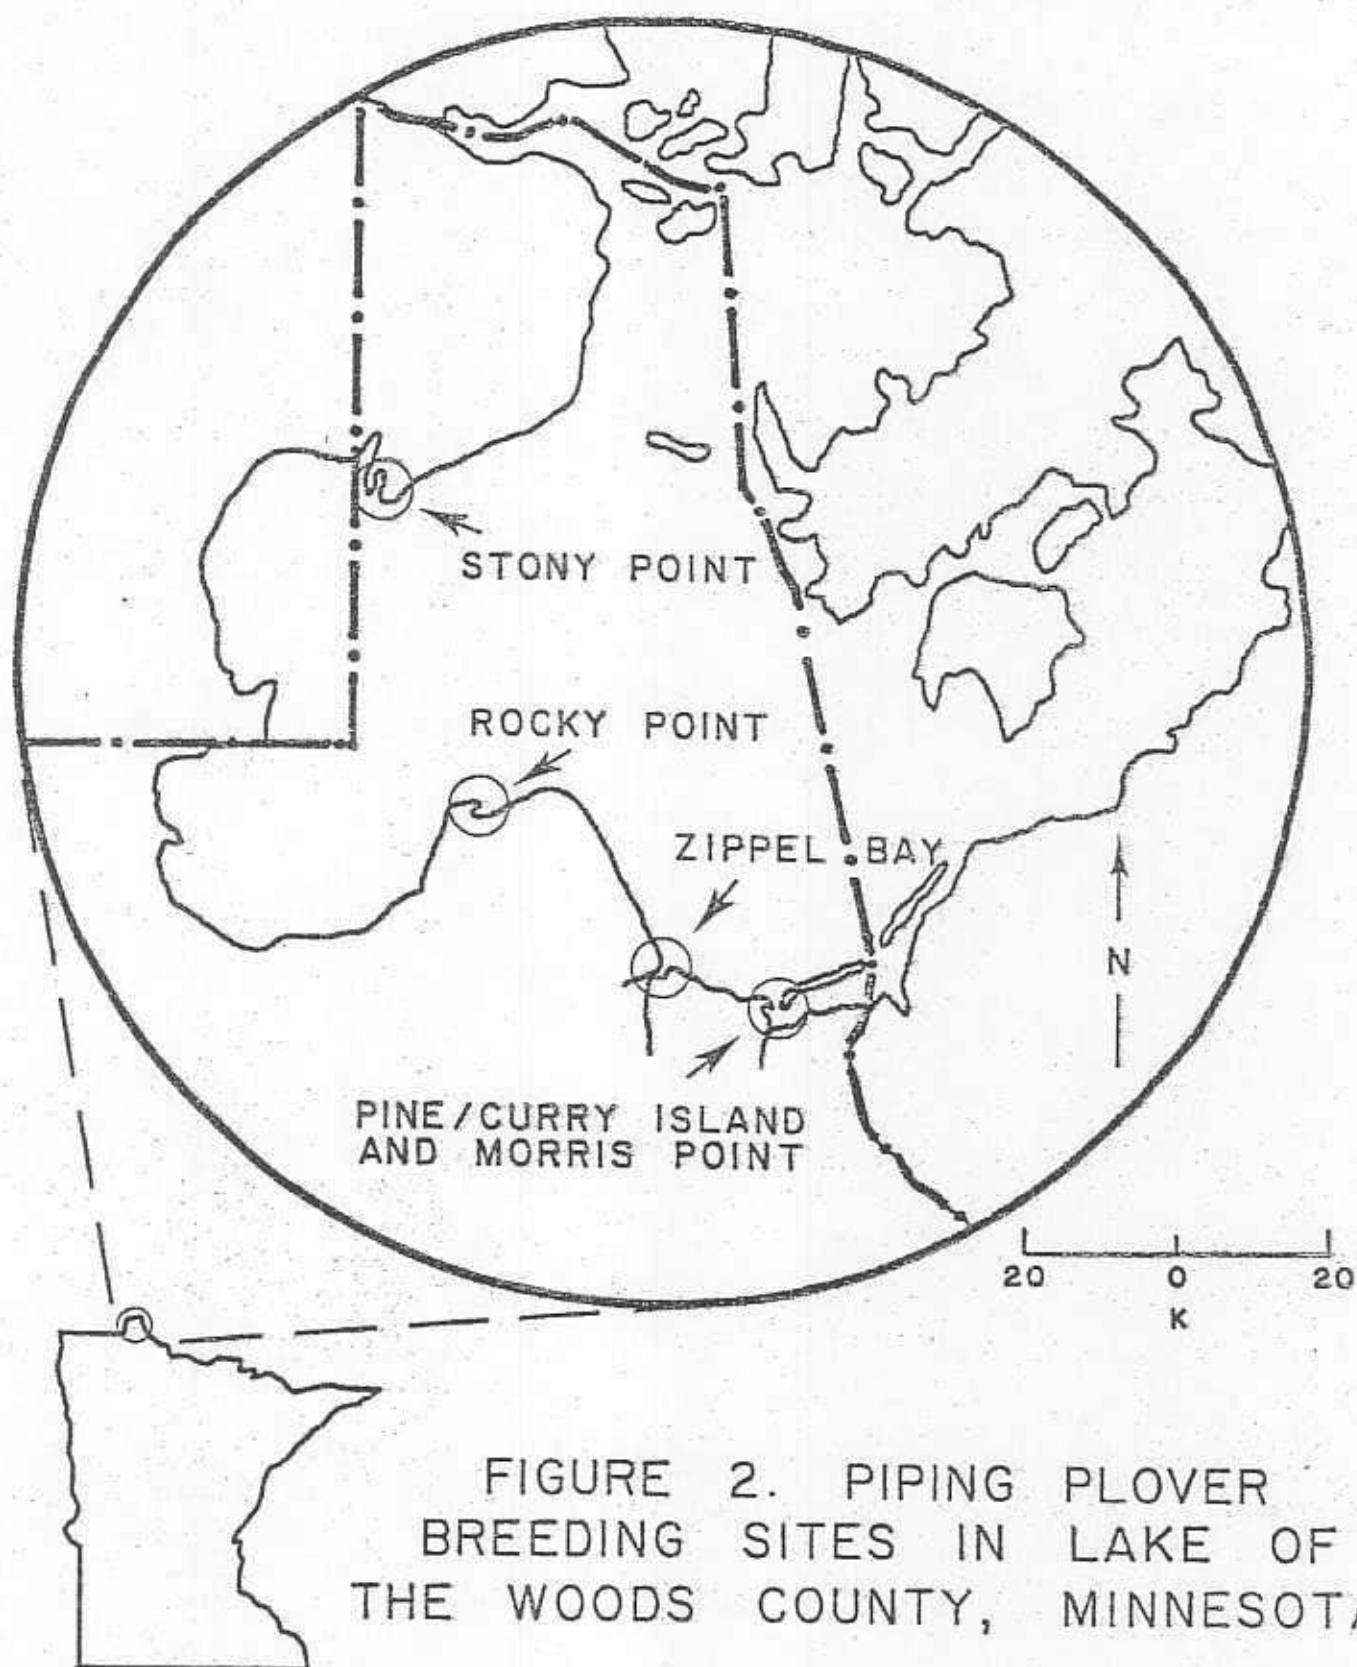 STONY POINT
ROCKY POINT
ZIPPEL BAY
N
PINE/CURRY ISLAND
AND MORRIS POINT
20 0 20
K
FIGURE 2. PIPING PLOVER
BREEDING SITES IN LAKE OF
THE WOODS COUNTY, MINNESOTA